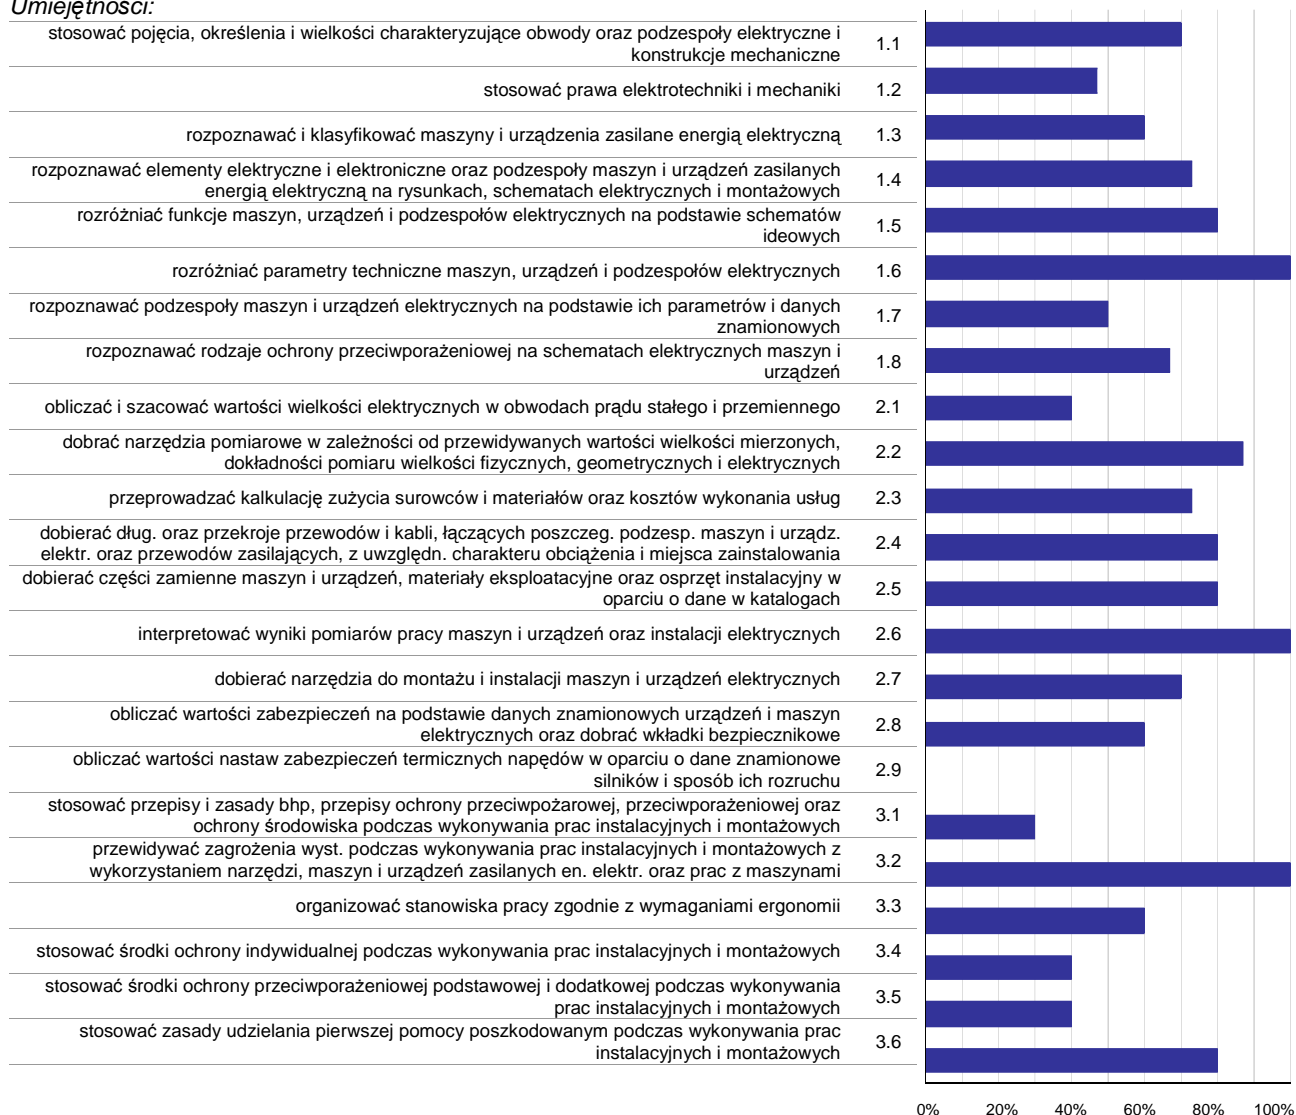 Umiejętności:
stosować pojęcia, określenia i wielkości charakteryzujące obwody oraz podzespoły elektryczne i
konstrukcje mechaniczne
1.1
stosować prawa elektrotechniki i mechaniki
1.2
rozpoznawać i klasyfikować maszyny i urządzenia zasilane energią elektryczną
1.3
rozpoznawać elementy elektryczne i elektroniczne oraz podzespoły maszyn i urządzeń zasilanych
energią elektryczną na rysunkach, schematach elektrycznych i montażowych
1.4
rozróżniać funkcje maszyn, urządzeń i podzespołów elektrycznych na podstawie schematów
ideowych
1.5
rozróżniać parametry techniczne maszyn, urządzeń i podzespołów elektrycznych
1.6
rozpoznawać podzespoły maszyn i urządzeń elektrycznych na podstawie ich parametrów i danych
znamionowych
1.7
rozpoznawać rodzaje ochrony przeciwporażeniowej na schematach elektrycznych maszyn i
urządzeń
1.8
obliczać i szacować wartości wielkości elektrycznych w obwodach prądu stałego i przemiennego
2.1
dobrać narzędzia pomiarowe w zależności od przewidywanych wartości wielkości mierzonych,
dokładności pomiaru wielkości fizycznych, geometrycznych i elektrycznych
2.2
przeprowadzać kalkulację zużycia surowców i materiałów oraz kosztów wykonania usług
2.3
dobierać dług. oraz przekroje przewodów i kabli, łączących poszczeg. podzesp. maszyn i urządz.
elektr. oraz przewodów zasilających, z uwzględn. charakteru obciążenia i miejsca zainstalowania
2.4
dobierać części zamienne maszyn i urządzeń, materiały eksploatacyjne oraz osprzęt instalacyjny w
oparciu o dane w katalogach
2.5
interpretować wyniki pomiarów pracy maszyn i urządzeń oraz instalacji elektrycznych
2.6
dobierać narzędzia do montażu i instalacji maszyn i urządzeń elektrycznych
2.7
obliczać wartości zabezpieczeń na podstawie danych znamionowych urządzeń i maszyn
elektrycznych oraz dobrać wkładki bezpiecznikowe
2.8
obliczać wartości nastaw zabezpieczeń termicznych napędów w oparciu o dane znamionowe
silników i sposób ich rozruchu
2.9
stosować przepisy i zasady bhp, przepisy ochrony przeciwpożarowej, przeciwporażeniowej oraz
ochrony środowiska podczas wykonywania prac instalacyjnych i montażowych
3.1
przewidywać zagrożenia wyst. podczas wykonywania prac instalacyjnych i montażowych z
wykorzystaniem narzędzi, maszyn i urządzeń zasilanych en. elektr. oraz prac z maszynami
3.2
organizować stanowiska pracy zgodnie z wymaganiami ergonomii
3.3
stosować środki ochrony indywidualnej podczas wykonywania prac instalacyjnych i montażowych
3.4
stosować środki ochrony przeciwporażeniowej podstawowej i dodatkowej podczas wykonywania
prac instalacyjnych i montażowych
3.5
stosować zasady udzielania pierwszej pomocy poszkodowanym podczas wykonywania prac
instalacyjnych i montażowych
3.6
0% 20% 40% 60% 80% 100%